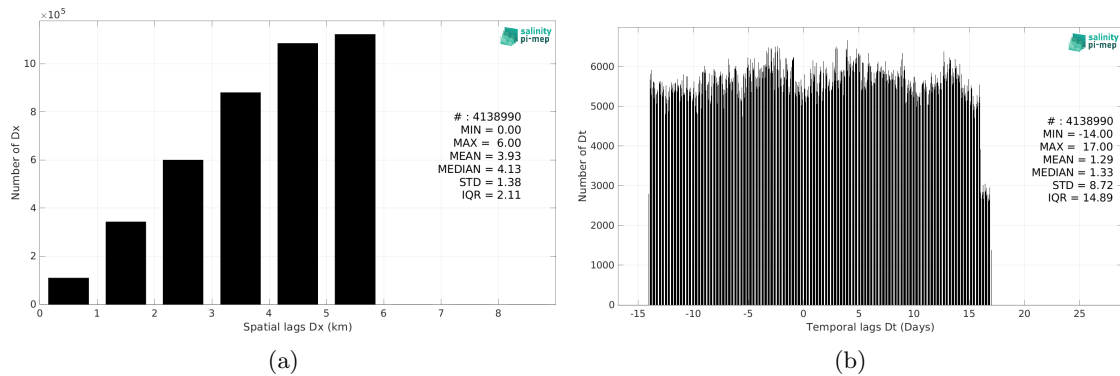 ×10⁵
10
8
6
4
2
0
0 1 2 3 4 5 6 7 8
Number of Dx
Spatial lags Dx (km)
salinity
pi-mep
# : 4138990
MIN = 0.00
MAX = 6.00
MEAN = 3.93
MEDIAN = 4.13
STD = 1.38
IQR = 2.11
(a)
6000
5000
4000
3000
2000
1000
0
-15 -10 -5 0 5 10 15 20 25
Number of Dt
Temporal lags Dt (Days)
salinity
pi-mep
# : 4138990
MIN = -14.00
MAX = 17.00
MEAN = 1.29
MEDIAN = 1.33
STD = 8.72
IQR = 14.89
(b)